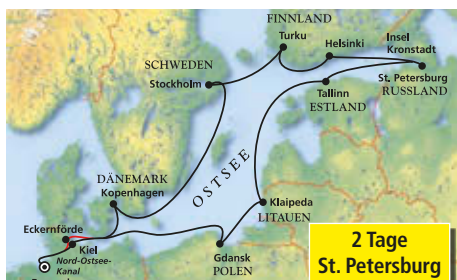 FINNLAND
Turku
Helsinki
Insel
Kronstadt
SCHWEDEN
Stockholm
St. Petersburg
RUSSLAND
Tallinn
ESTLAND
OSTSEE
DÄNEMARK
Kopenhagen
Klaipeda
LITAUEN
Eckernförde
Kiel
Nord-Ostsee-
Kanal
Gdansk
POLEN
2 Tage
St. Petersburg